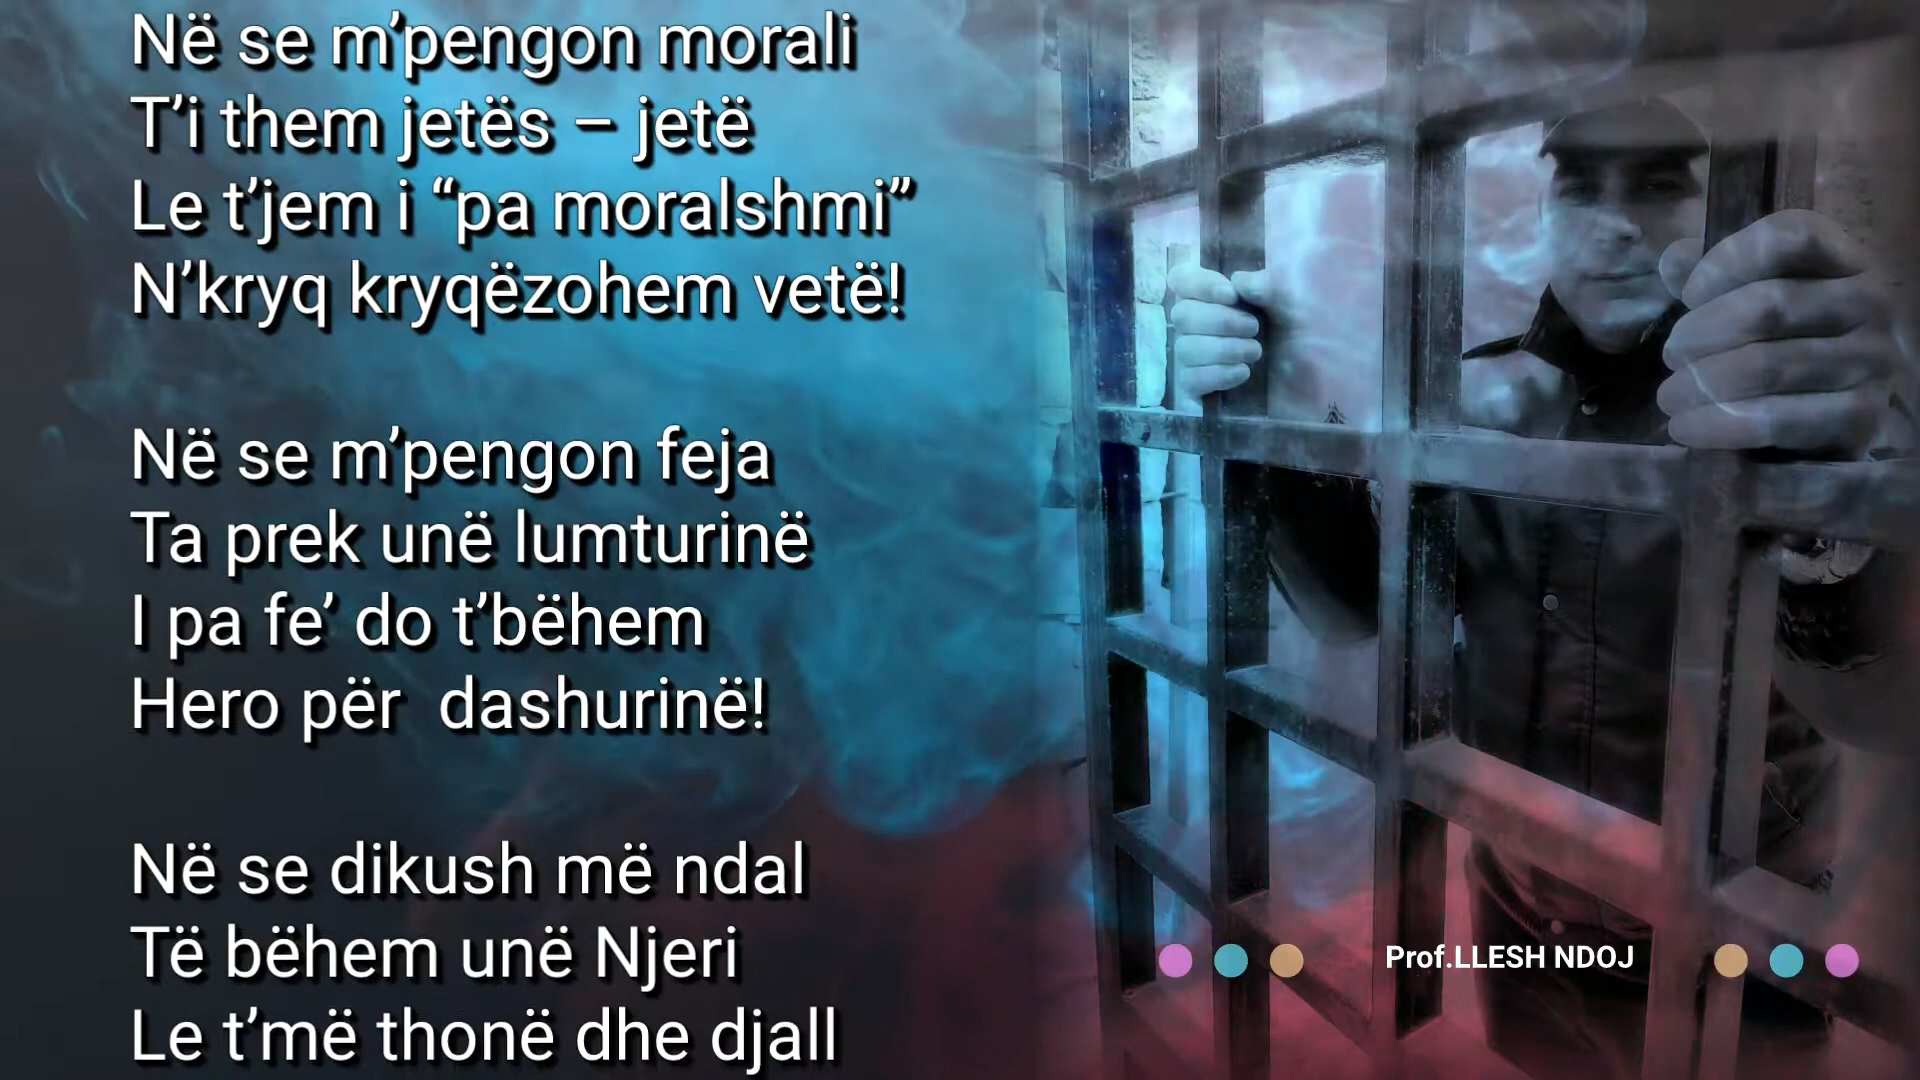 Në se m’pengon morali
T’i them jetës – jetë
Le t’jem i “pa moralshmi”
N’kryq kryqëzohem vetë!
Në se m’pengon feja
Ta prek unë lumturinë
I pa fe’ do t’bëhem
Hero për  dashurinë!
Në se dikush më ndal
Të bëhem unë Njeri
Le t’më thonë dhe djall
Prof.LLESH NDOJ